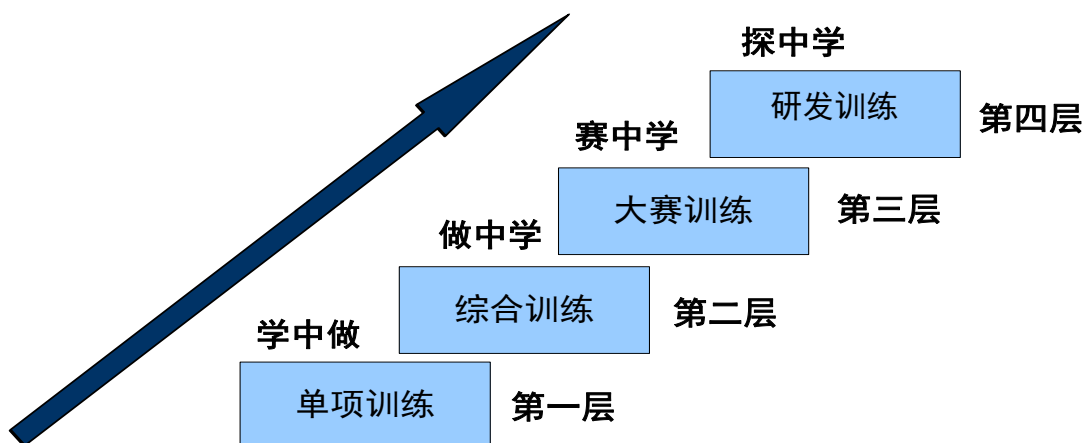 探中学
研发训练
第四层
赛中学
大赛训练
第三层
做中学
综合训练
第二层
学中做
单项训练
第一层